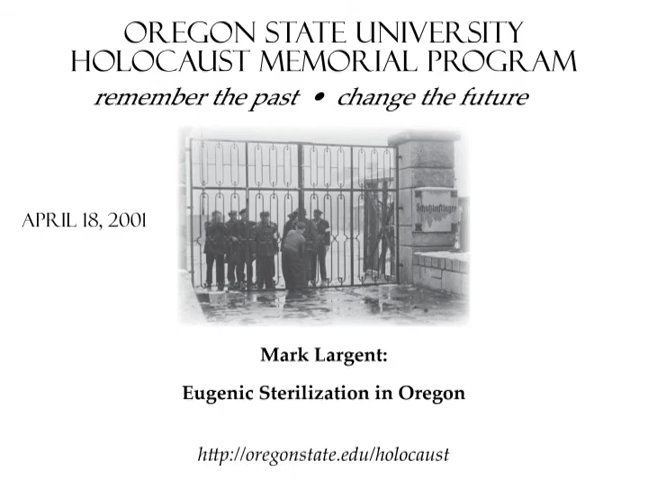 OREGON STATE UNIVERSITY
HOLOCAUST MEMORIAL PROGRAM
remember the past • change the future
APRIL 18, 2001
Mark Largent:
Eugenic Sterilization in Oregon
http://oregonstate.edu/holocaust